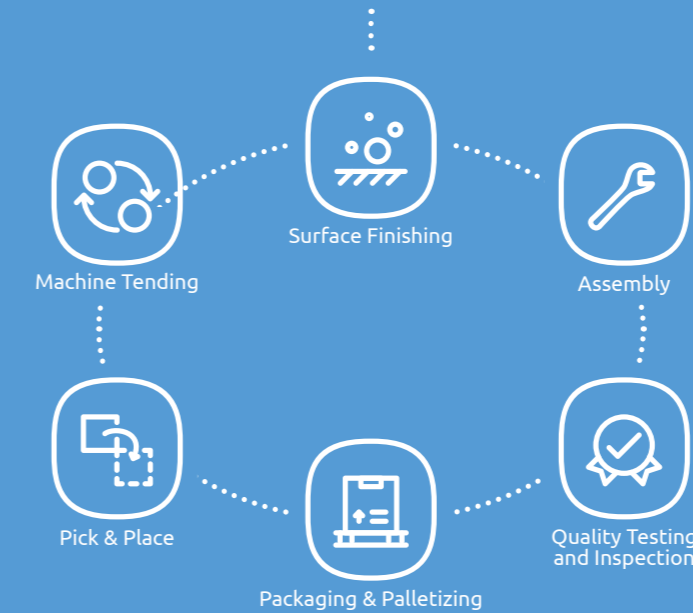 Surface Finishing
Machine Tending
Assembly
Pick & Place
Quality Testing
and Inspection
Packaging & Palletizing